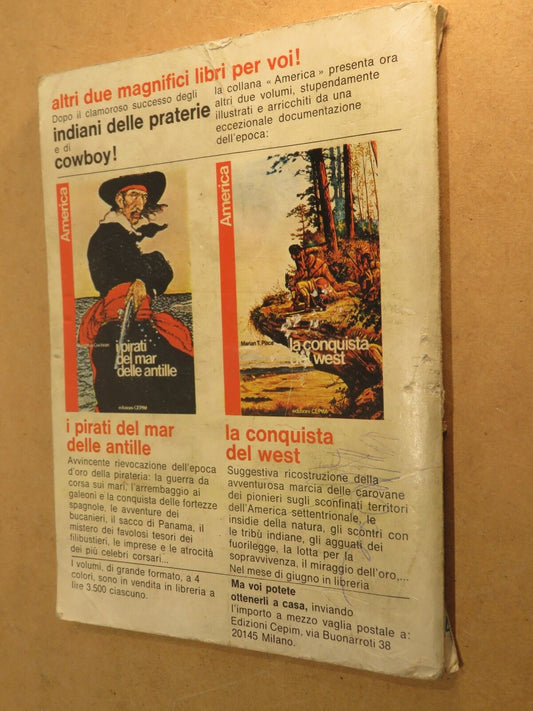 altri due magnifici libri per voi!
Dopo il clamoroso successo degli
indiani delle praterie
e di
cowboy!
la collana « America » presenta ora
altri due volumi, stupendamente
illustrati e arricchiti da una
eccezionale documentazione
dell'epoca:
America
i pirati
del mar
delle antille
edizioni CEPIM
America
Marian T. Place
la conquista
del west
edizioni CEPIM
i pirati del mar
delle antille
Avvincente rievocazione dell'epoca
d'oro della pirateria: la guerra da
corsa sui mari, l'arrembaggio ai
galeoni e la conquista delle fortezze
spagnole, le avventure dei
bucanieri, il sacco di Panama, il
mistero dei favolosi tesori dei
filibustieri, le imprese e le atrocità
dei più celebri corsari...
I volumi, di grande formato, a 4
colori, sono in vendita in libreria a
lire 3.500 ciascuno.
la conquista
del west
Suggestiva ricostruzione della
avventurosa marcia delle carovane
dei pionieri sugli sconfinati territori
dell'America settentrionale, le
insidie della natura, gli scontri con
le tribù indiane, gli agguati dei
fuorilegge, la lotta per la
sopravvivenza, il miraggio dell'oro,...
Nel mese di giugno in libreria
Ma voi potete
ottenerli a casa, inviando
l'importo a mezzo vaglia postale a:
Edizioni Cepim. via Buonarroti 38
20145 Milano.